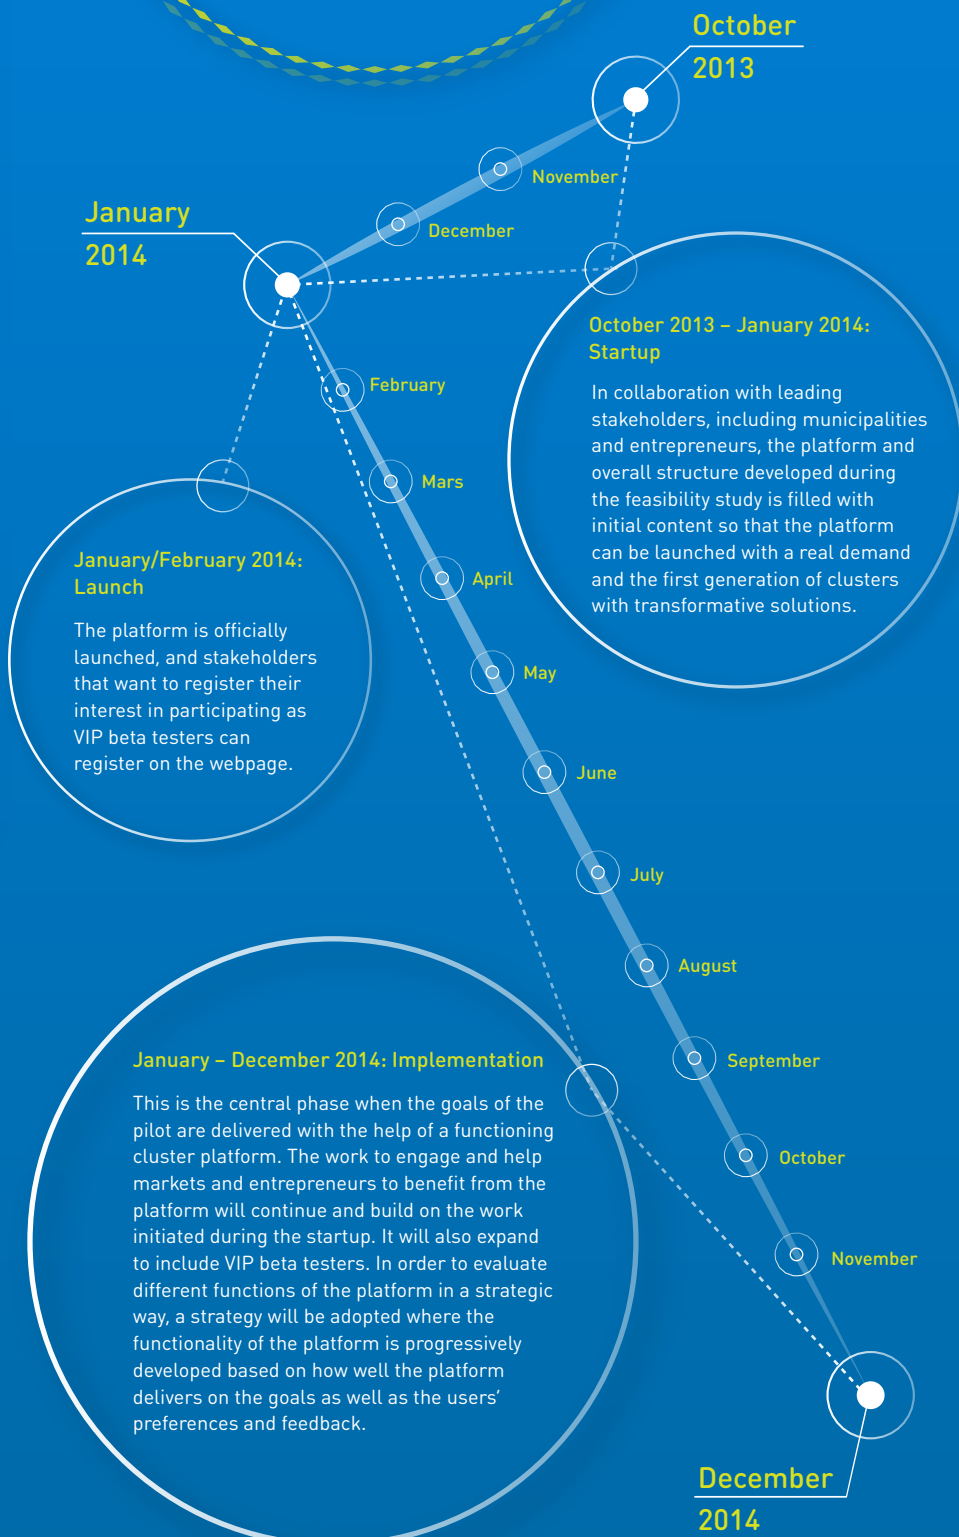 October
2013
November
December
January
2014
October 2013 – January 2014:
Startup
In collaboration with leading
stakeholders, including municipalities
and entrepreneurs, the platform and
overall structure developed during
the feasibility study is filled with
initial content so that the platform
can be launched with a real demand
and the first generation of clusters
with transformative solutions.
February
Mars
January/February 2014:
Launch
The platform is officially
launched, and stakeholders
that want to register their
interest in participating as
VIP beta testers can
register on the webpage.
April
May
June
July
August
January – December 2014: Implementation
This is the central phase when the goals of the
pilot are delivered with the help of a functioning
cluster platform. The work to engage and help
markets and entrepreneurs to benefit from the
platform will continue and build on the work
initiated during the startup. It will also expand
to include VIP beta testers. In order to evaluate
different functions of the platform in a strategic
way, a strategy will be adopted where the
functionality of the platform is progressively
developed based on how well the platform
delivers on the goals as well as the users’
preferences and feedback.
September
October
November
December
2014